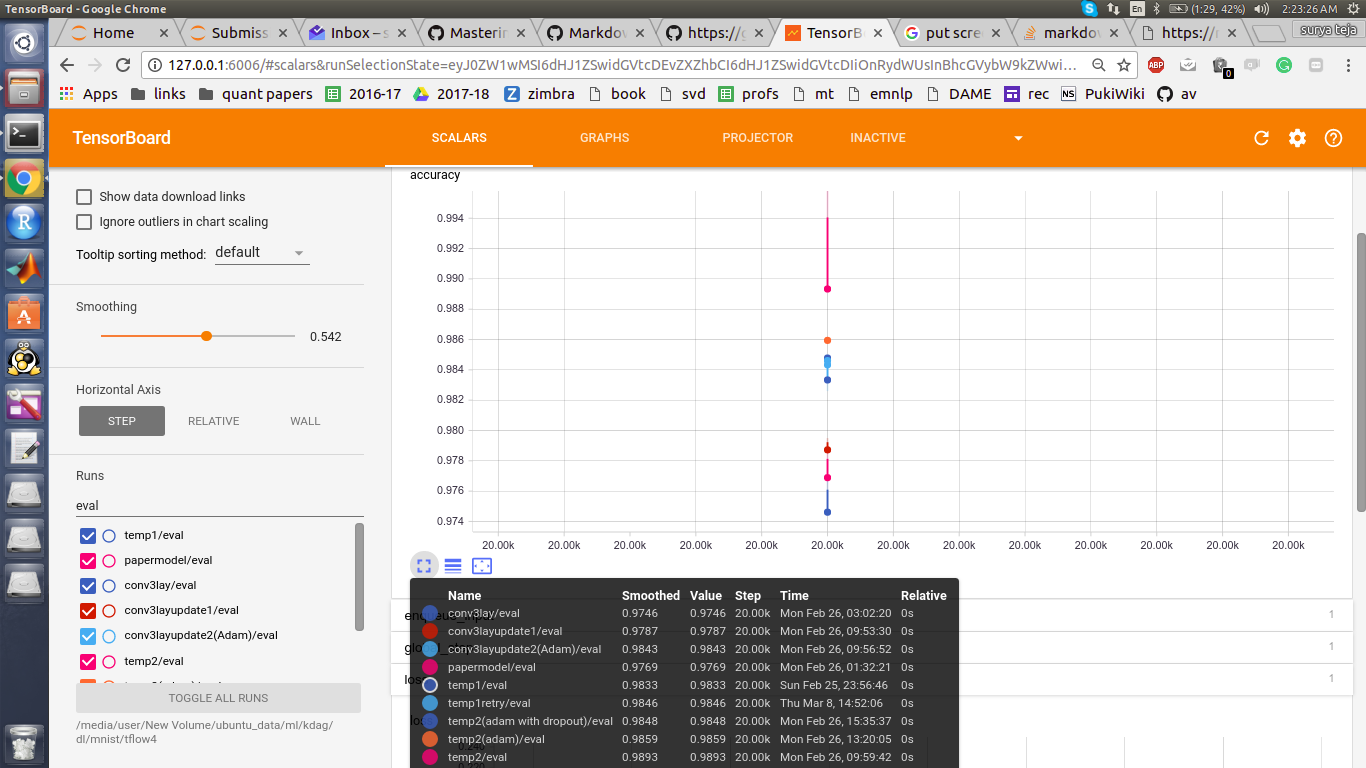 TensorBoard - Google Chrome
En (1:29, 42%) 2:23:26 AM
surya teja
Home Submiss Inbox – s Masterin Markdov https://g TensorB put scre markdo https://r
127.0.0.1:6006/#scalars&runSelectionState=eyJ0ZW1wMSI6dHJ1ZSwidGVtcDEvZXZhbCI6dHJ1ZSwidGVtcDIiOnRydWUsInBhcGVybW9kZWwi...
ABP 0
Apps links quant papers 2016-17 2017-18 zimbra book svd profs mt emnlp DAME rec NS PukiWiki av
TensorBoard SCALARS GRAPHS PROJECTOR INACTIVE
Show data download links
Ignore outliers in chart scaling
Tooltip sorting method: default
Smoothing
0.542
Horizontal Axis
STEP RELATIVE WALL
Runs
eval
temp1/eval
papermodel/eval
conv3lay/eval
conv3layupdate1/eval
conv3layupdate2(Adam)/eval
temp2/eval
TOGGLE ALL RUNS
/media/user/New Volume/ubuntu_data/ml/kdag/
dl/mnist/tflow4
accuracy
0.994
0.992
0.990
0.988
0.986
0.984
0.982
0.980
0.978
0.976
0.974
20.00k 20.00k 20.00k 20.00k 20.00k 20.00k 20.00k 20.00k 20.00k 20.00k 20.00k 20.00k 20.00k
Name Smoothed Value Step Time Relative
conv3lay/eval 0.9746 0.9746 20.00k Mon Feb 26, 03:02:20 0s
conv3layupdate1/eval 0.9787 0.9787 20.00k Mon Feb 26, 09:53:30 0s
conv3layupdate2(Adam)/eval 0.9843 0.9843 20.00k Mon Feb 26, 09:56:52 0s
papermodel/eval 0.9769 0.9769 20.00k Mon Feb 26, 01:32:21 0s
temp1/eval 0.9833 0.9833 20.00k Sun Feb 25, 23:56:46 0s
temp1retry/eval 0.9846 0.9846 20.00k Thu Mar 8, 14:52:06 0s
temp2(adam with dropout)/eval 0.9848 0.9848 20.00k Mon Feb 26, 15:35:37 0s
temp2(adam)/eval 0.9859 0.9859 20.00k Mon Feb 26, 13:20:05 0s
temp2/eval 0.9893 0.9893 20.00k Mon Feb 26, 09:59:42 0s
1
1
1